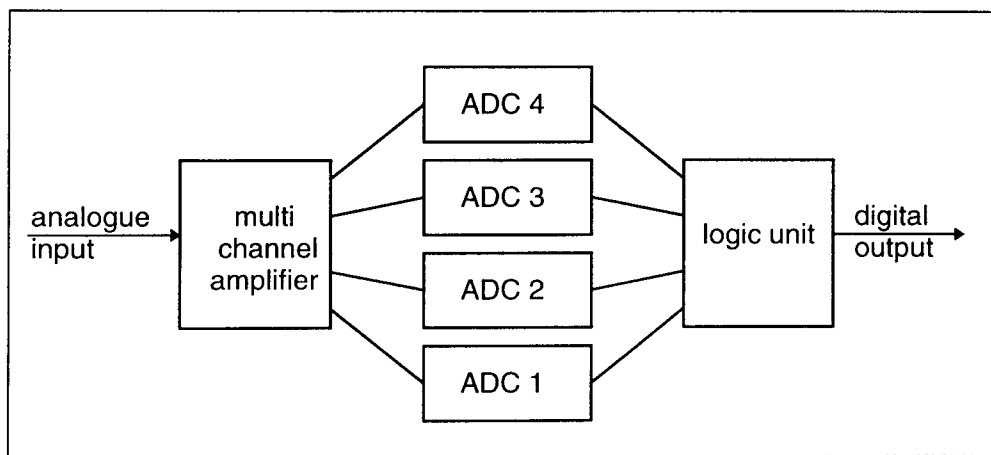 ADC 4
analogue
input
multi
channel
amplifier
ADC 3
ADC 2
ADC 1
logic unit
digital
output